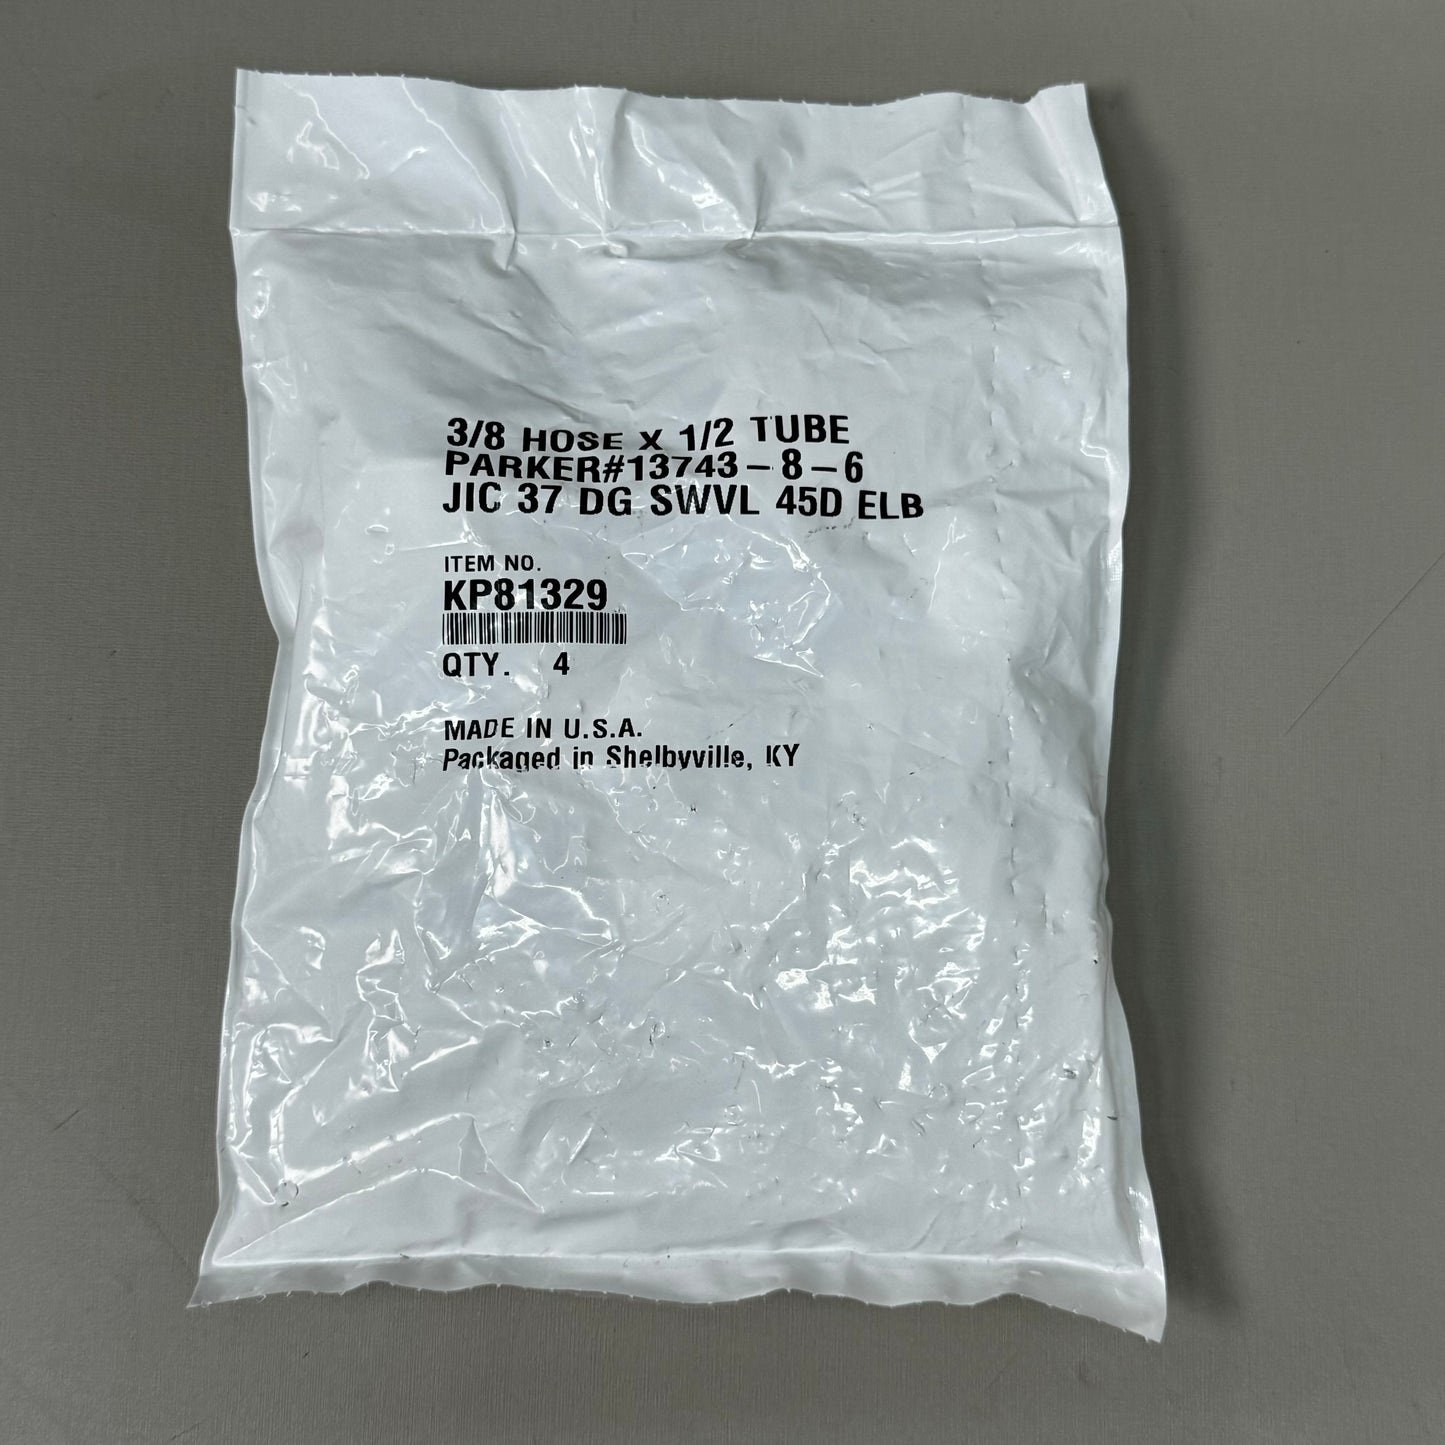 3/8 HOSE X 1/2 TUBE
PARKER#13743-8-6
JIC 37 DG SWVL 45D ELB
ITEM NO.
KP81329
QTY. 4
MADE IN U.S.A.
Packaged in Shelbyville, KY